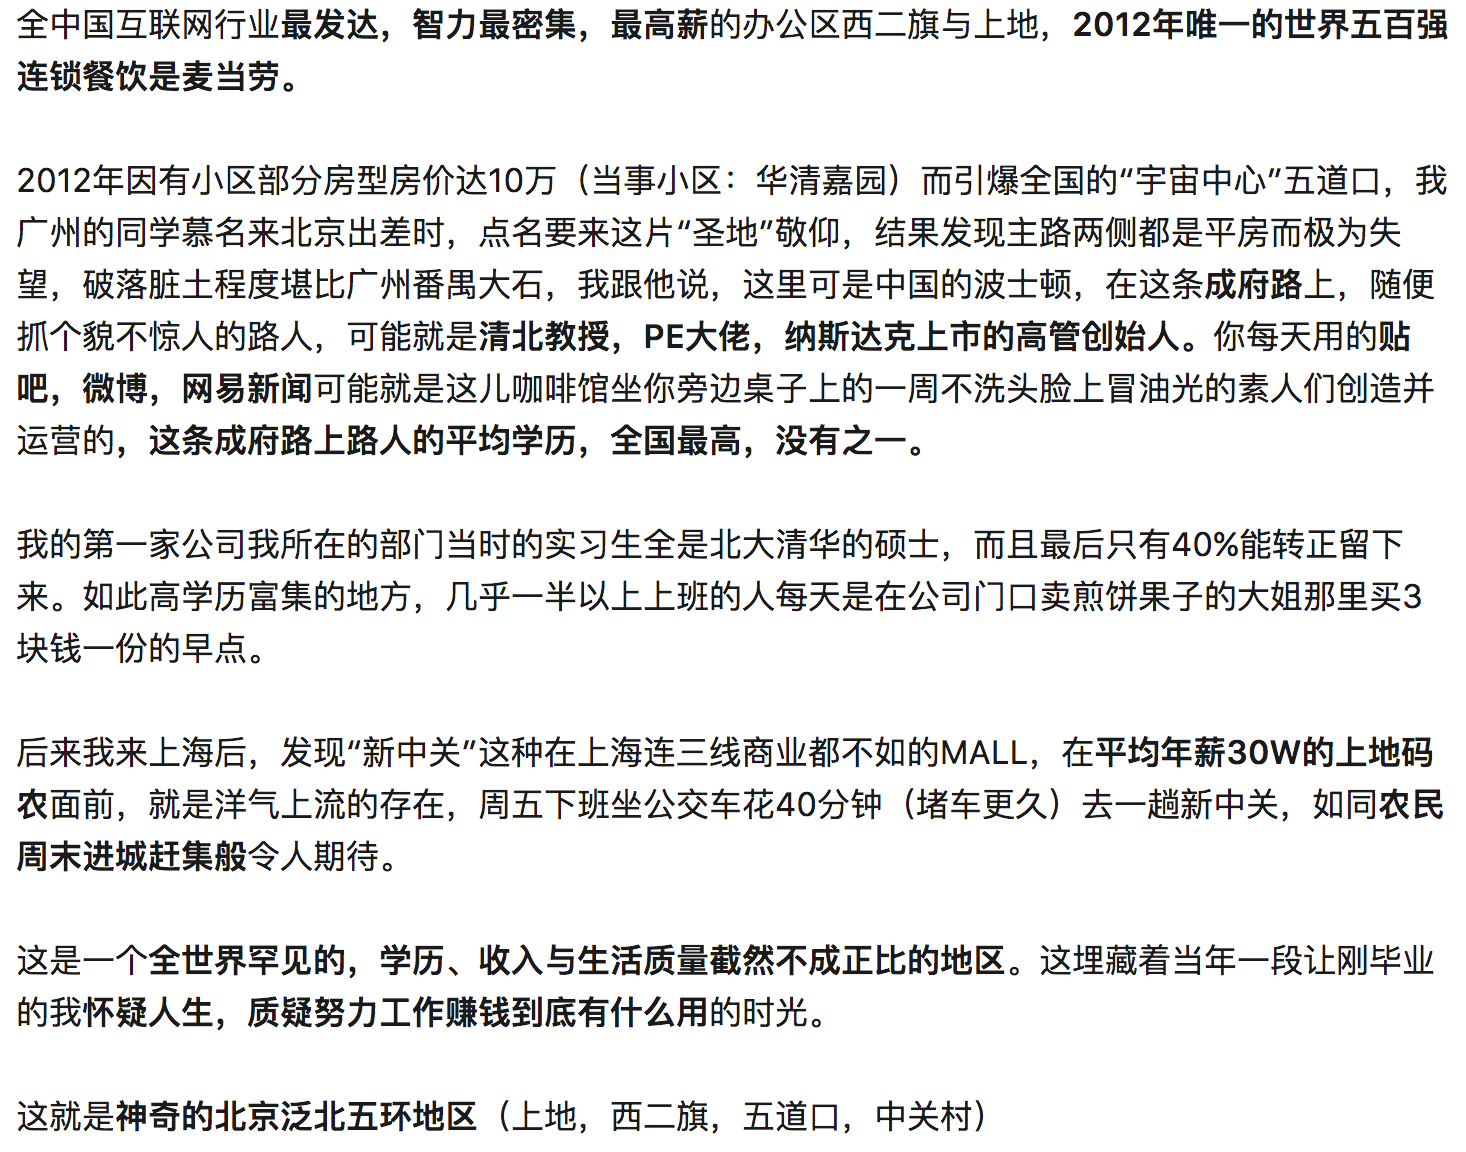 全中国互联网行业最发达，智力最密集，最高薪的办公区西二旗与上地，2012年唯一的世界五百强
连锁餐饮是麦当劳。
2012年因有小区部分房型房价达10万（当事小区：华清嘉园）而引爆全国的“宇宙中心”五道口，我
广州的同学慕名来北京出差时，点名要来这片“圣地”敬仰，结果发现主路两侧都是平房而极为失
望，破落脏土程度堪比广州番禺大石，我跟他说，这里可是中国的波士顿，在这条成府路上，随便
抓个貌不惊人的路人，可能就是清北教授，PE大佬，纳斯达克上市的高管创始人。你每天用的贴
吧，微博，网易新闻可能就是这儿咖啡馆坐你旁边桌子上的一周不洗头脸上冒油光的素人们创造并
运营的，这条成府路上路人的平均学历，全国最高，没有之一。
我的第一家公司我所在的部门当时的实习生全是北大清华的硕士，而且最后只有40%能转正留下
来。如此高学历富集的地方，几乎一半以上上班的人每天是在公司门口卖煎饼果子的大姐那里买3
块钱一份的早点。
后来我来上海后，发现“新中关”这种在上海连三线商业都不如的MALL，在平均年薪30W的上地码
农面前，就是洋气上流的存在，周五下班坐公交车花40分钟（堵车更久）去一趟新中关，如同农民
周末进城赶集般令人期待。
这是一个全世界罕见的，学历、收入与生活质量截然不成正比的地区。这埋藏着当年一段让刚毕业
的我怀疑人生，质疑努力工作赚钱到底有什么用的时光。
这就是神奇的北京泛北五环地区（上地，西二旗，五道口，中关村）